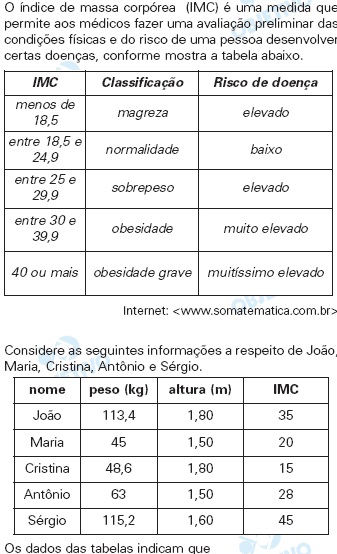 O índice de massa corpórea (IMC) é uma medida que
permite aos médicos fazer uma avaliação preliminar das
condições físicas e do risco de uma pessoa desenvolver
certas doenças, conforme mostra a tabela abaixo.
IMC Classificação Risco de doença
menos de
18,5 magreza elevado
entre 18,5 e
24,9 normalidade baixo
entre 25 e
29,9 sobrepeso elevado
entre 30 e
39,9 obesidade muito elevado
40 ou mais obesidade grave muitíssimo elevado
Internet: <www.somatematica.com.br>
Considere as seguintes informações a respeito de João,
Maria, Cristina, Antônio e Sérgio.
nome peso (kg) altura (m) IMC
João 113,4 1,80 35
Maria 45 1,50 20
Cristina 48,6 1,80 15
Antônio 63 1,50 28
Sérgio 115,2 1,60 45
Os dados das tabelas indicam que